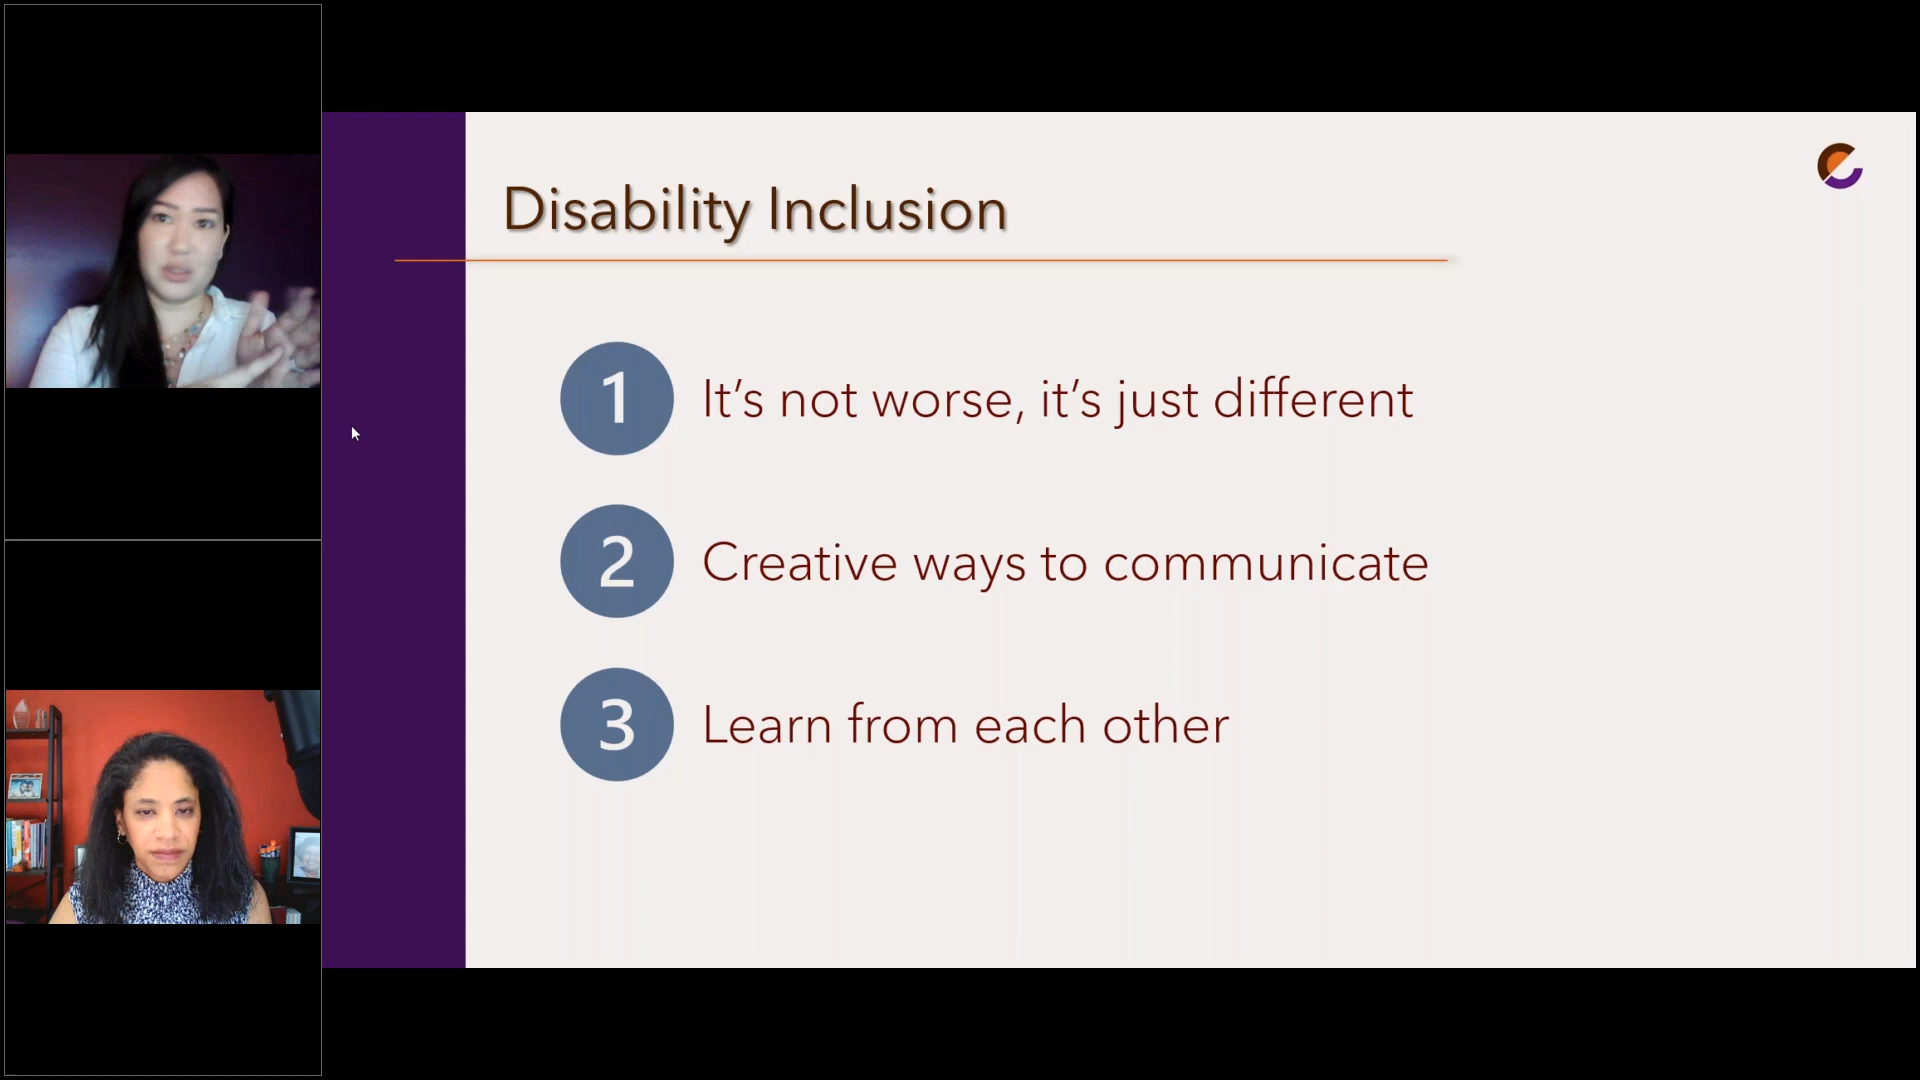 Disability Inclusion
1 It’s not worse, it’s just different
2 Creative ways to communicate
3 Learn from each other